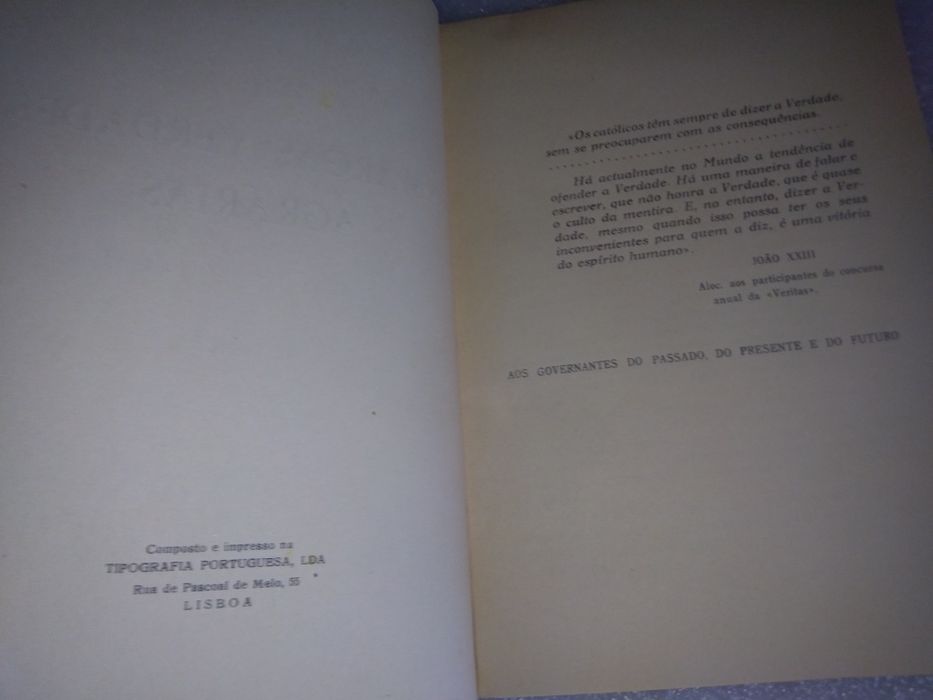 Composto e impresso na
TIPOGRAFIA PORTUGUESA, LDA
Rua de Pascoal de Melo, 55
LISBOA
«Os católicos têm sempre de dizer a Verdade,
sem se preocuparem com as consequências.
. . . . . . . . . . . . . . . . . . . . . . . . . . . . . . . . . . . .
Há actualmente no Mundo a tendência de
ofender a Verdade. Há uma maneira de falar e
escrever, que não honra a Verdade, que é quase
o culto da mentira. E, no entanto, dizer a Ver-
dade, mesmo quando isso possa ter os seus
inconvenientes para quem a diz, é uma vitória
do espírito humano».
JOÃO XXIII
Aloc. aos participantes do concurso
anual da «Veritas».
AOS GOVERNANTES DO PASSADO, DO PRESENTE E DO FUTURO